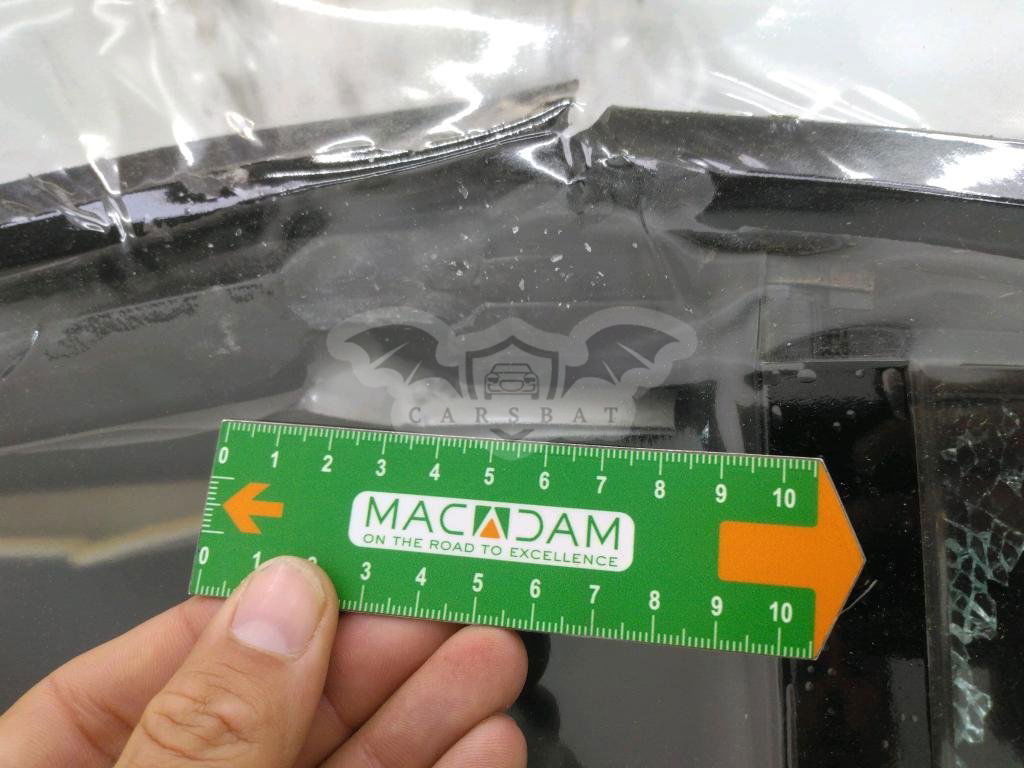 CARSBAT
0 1 2 3 4 5 6 7 8 9 10
MACADAM
ON THE ROAD TO EXCELLENCE
0 1 2 3 4 5 6 7 8 9 10